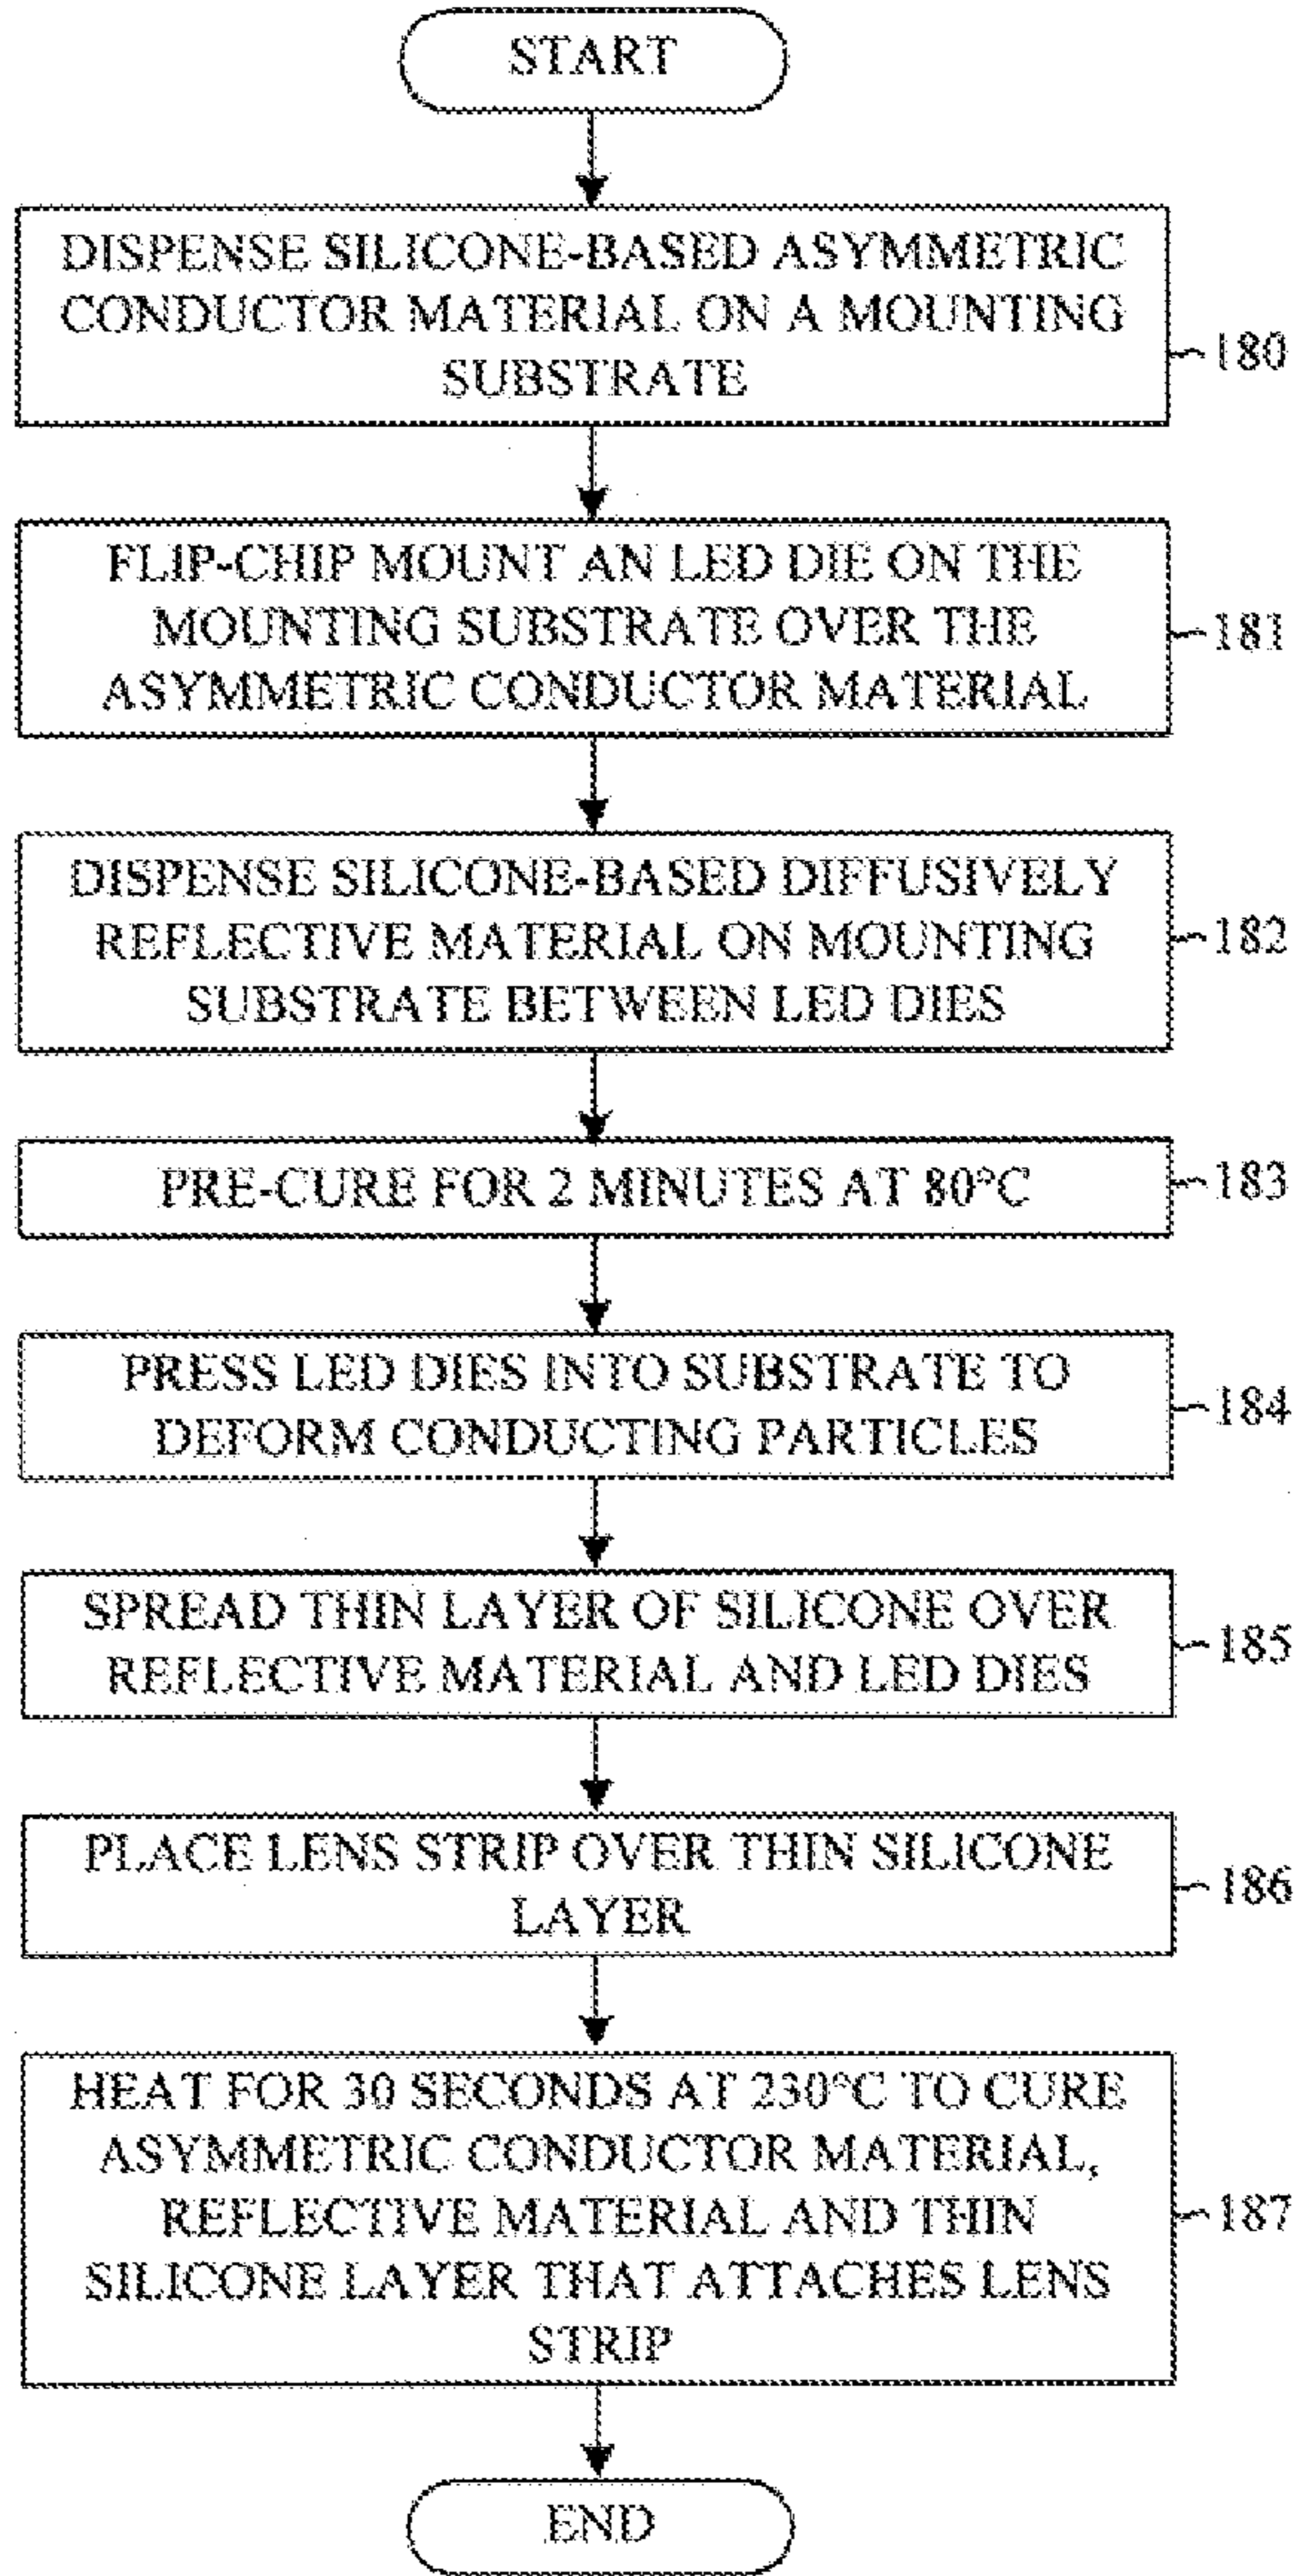 START
DISPENSE SILICONE-BASED ASYMMETRIC
CONDUCTOR MATERIAL ON A MOUNTING
SUBSTRATE
180
FLIP-CHIP MOUNT AN LED DIE ON THE
MOUNTING SUBSTRATE OVER THE
ASYMMETRIC CONDUCTOR MATERIAL
181
DISPENSE SILICONE-BASED DIFFUSIVELY
REFLECTIVE MATERIAL ON MOUNTING
SUBSTRATE BETWEEN LED DIES
182
PRE-CURE FOR 2 MINUTES AT 80°C
183
PRESS LED DIES INTO SUBSTRATE TO
DEFORM CONDUCTING PARTICLES
184
SPREAD THIN LAYER OF SILICONE OVER
REFLECTIVE MATERIAL AND LED DIES
185
PLACE LENS STRIP OVER THIN SILICONE
LAYER
186
HEAT FOR 30 SECONDS AT 230°C TO CURE
ASYMMETRIC CONDUCTOR MATERIAL,
REFLECTIVE MATERIAL AND THIN
SILICONE LAYER THAT ATTACHES LENS
STRIP
187
END